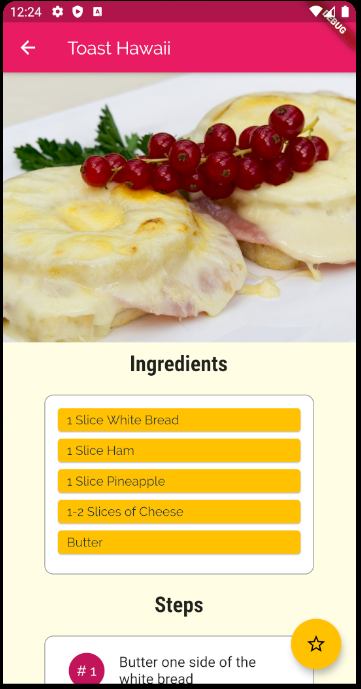 12:24
DEBUG
Toast Hawaii
Ingredients
1 Slice White Bread
1 Slice Ham
1 Slice Pineapple
1-2 Slices of Cheese
Butter
Steps
# 1
Butter one side of the
white bread